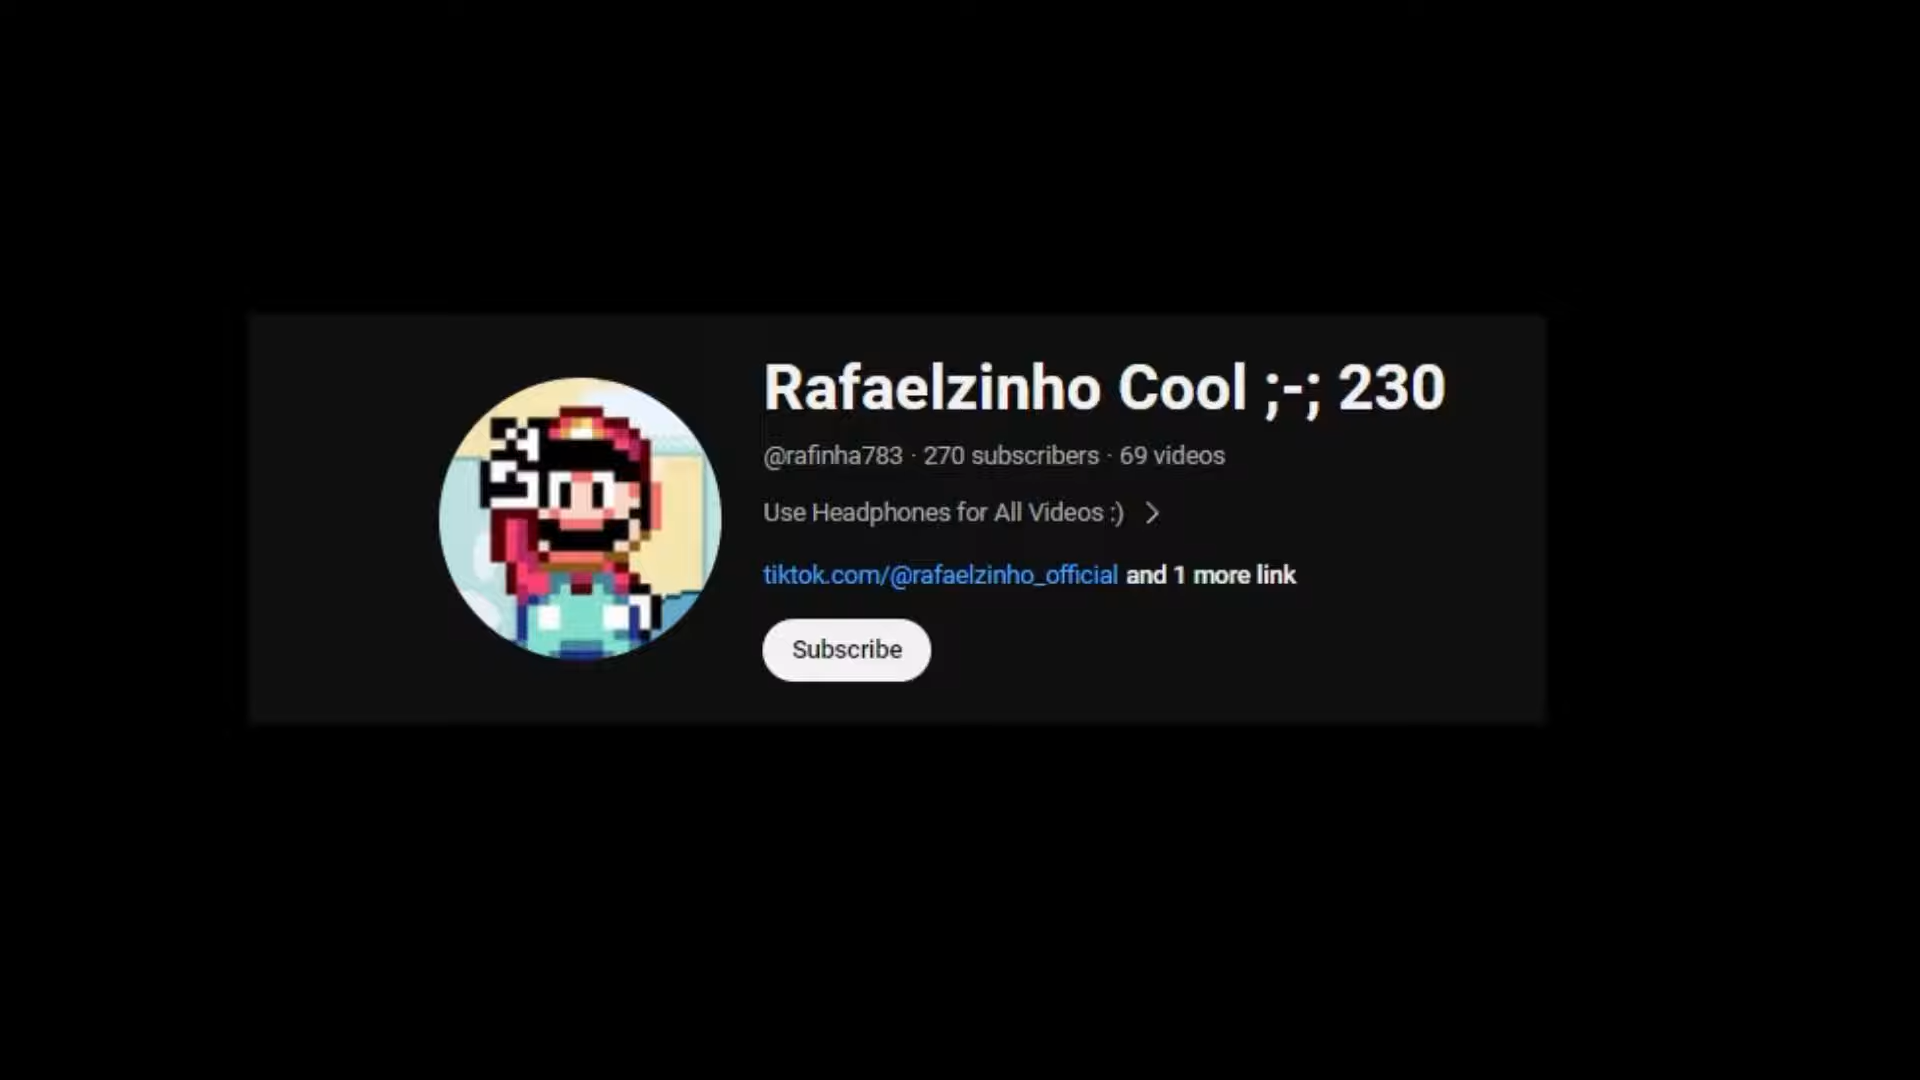 Rafaelzinho Cool ;-; 230
@rafinha783 · 270 subscribers · 69 videos
Use Headphones for All Videos :)
tiktok.com/@rafaelzinho_official and 1 more link
Subscribe